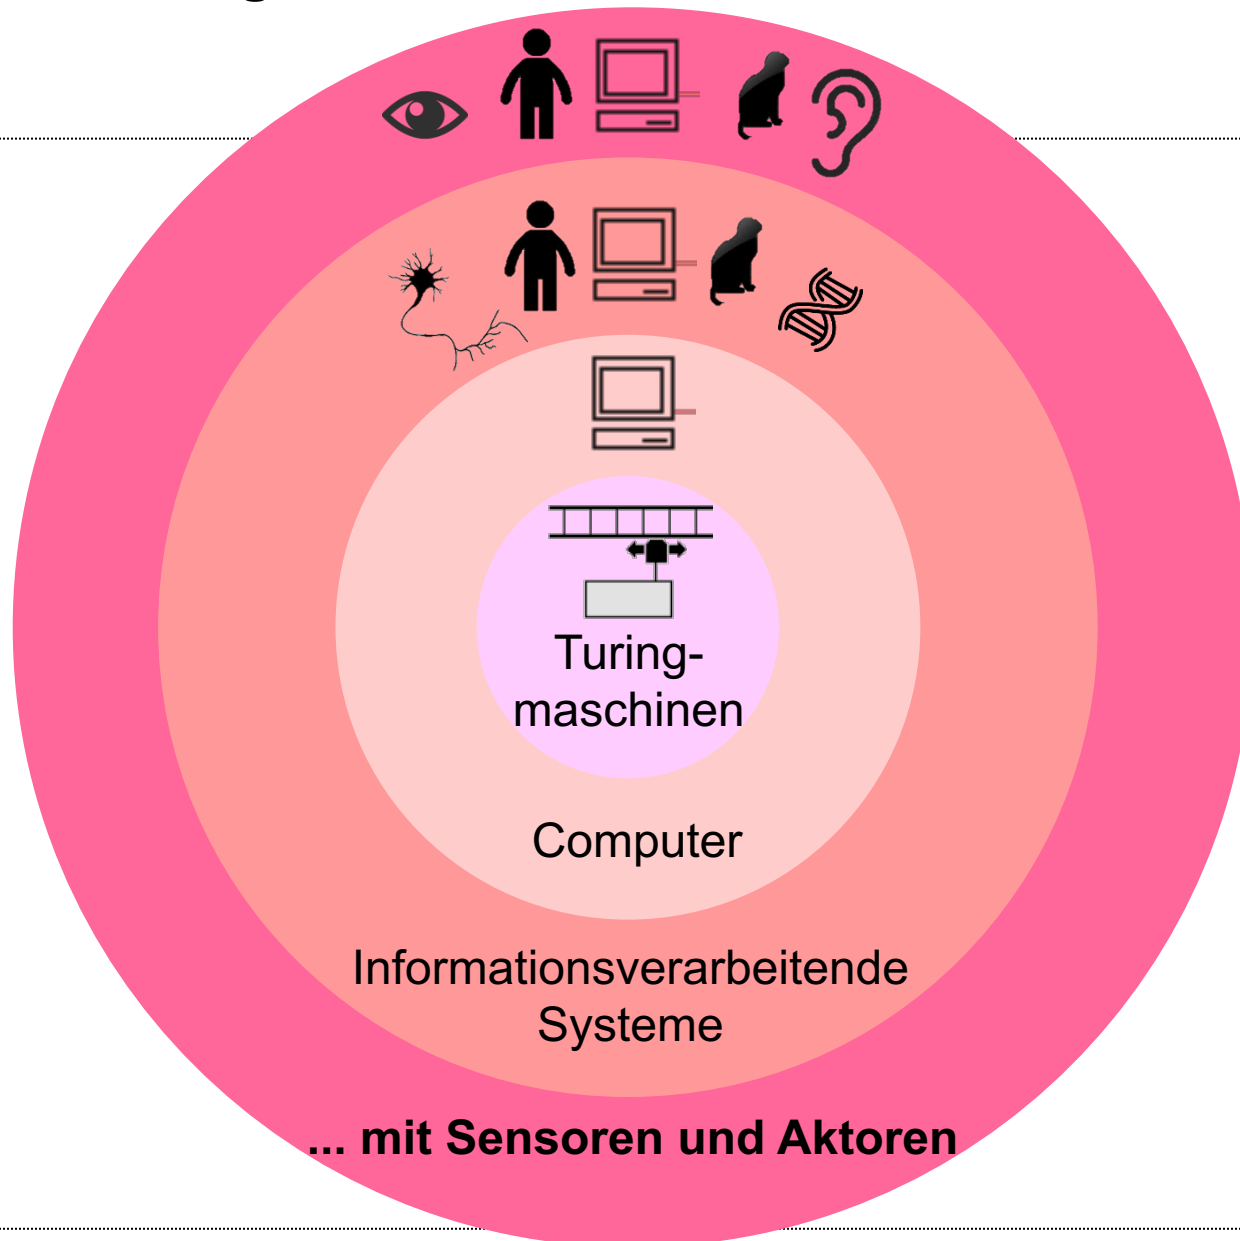 Turing-
maschinen
Computer
Informationsverarbeitende
Systeme
... mit Sensoren und Aktoren